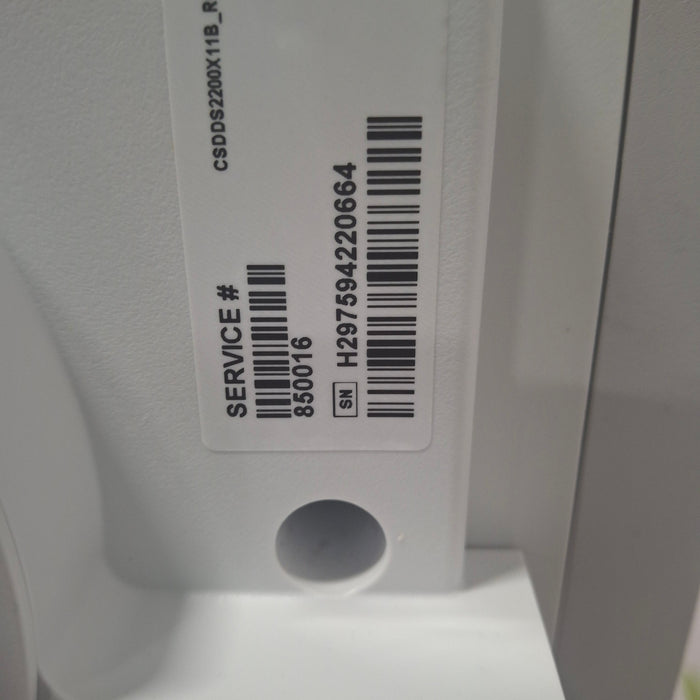 CSDDS2200X11B_R
SERVICE #
850016
SN H297594220664